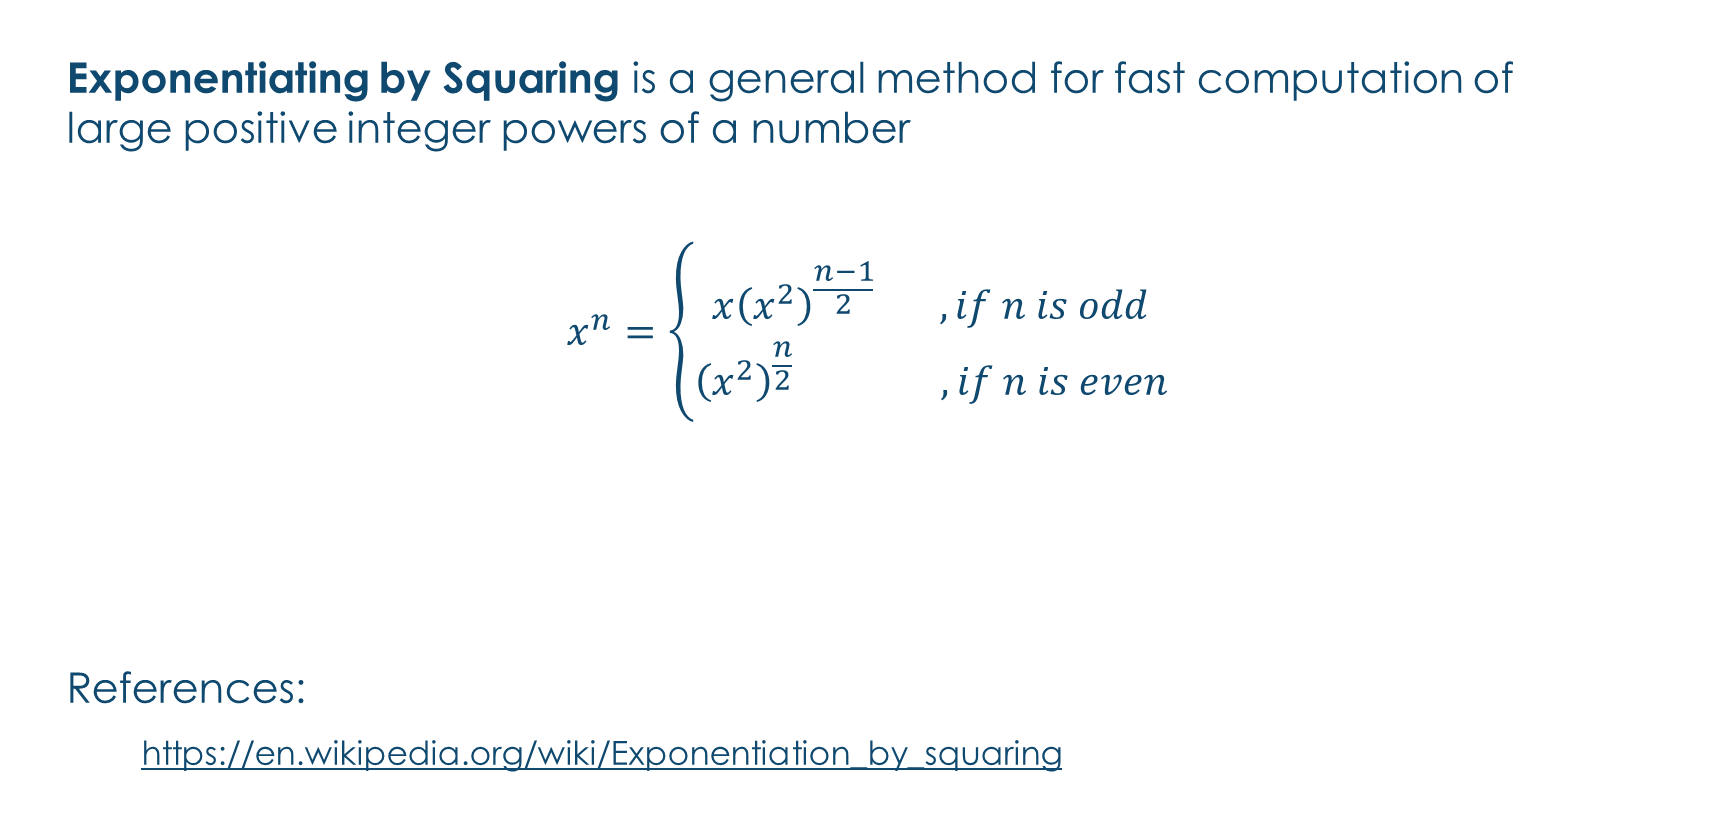 Exponentiating by Squaring is a general method for fast computation of
large positive integer powers of a number
x^n = { x(x^2)^((n−1)/2) , if n is odd
(x^2)^(n/2) , if n is even
References:
https://en.wikipedia.org/wiki/Exponentiation_by_squaring